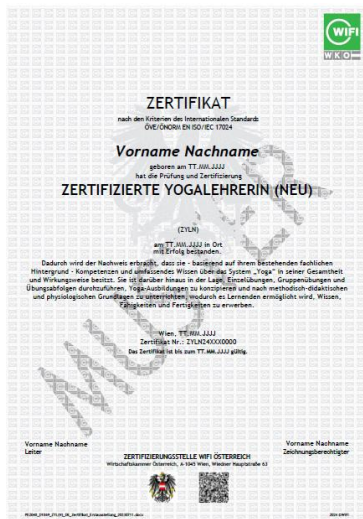 WIFI
WKO
ZERTIFIKAT
nach den Kriterien des Internationalen Standards
ÖVE/ÖNORM EN ISO/IEC 17024
Vorname Nachname
geboren am TT.MM.JJJJ
hat die Prüfung und Zertifizierung
ZERTIFIZIERTE YOGALEHRERIN (NEU)
(ZYLN)
am TT.MM.JJJJ in Ort
mit Erfolg bestanden.
Dadurch wird der Nachweis erbracht, dass sie - basierend auf ihrem bestehenden fachlichen
Hintergrund - Kompetenzen und umfassendes Wissen über das System „Yoga“ in seiner Gesamtheit
und Wirkungsweise besitzt. Sie ist darüber hinaus in der Lage, Einzelübungen, Gruppenübungen und
Übungsabfolgen durchzuführen, Yoga-Ausbildungen zu konzipieren und nach methodisch-didaktischen
und physiologischen Grundlagen zu unterrichten, wodurch es Lernenden ermöglicht wird, Wissen,
Fähigkeiten und Fertigkeiten zu erwerben.
Wien, TT.MM.JJJJ
Zertifikat Nr.: ZYLN24XXX0000
Das Zertifikat ist bis zum TT.MM.JJJJ gültig.
MUSTER
Vorname Nachname
Leiter
Vorname Nachname
Zeichnungsberechtigter
ZERTIFIZIERUNGSSTELLE WIFI ÖSTERREICH
Wirtschaftskammer Österreich, A-1045 Wien, Wiedner Hauptstraße 63